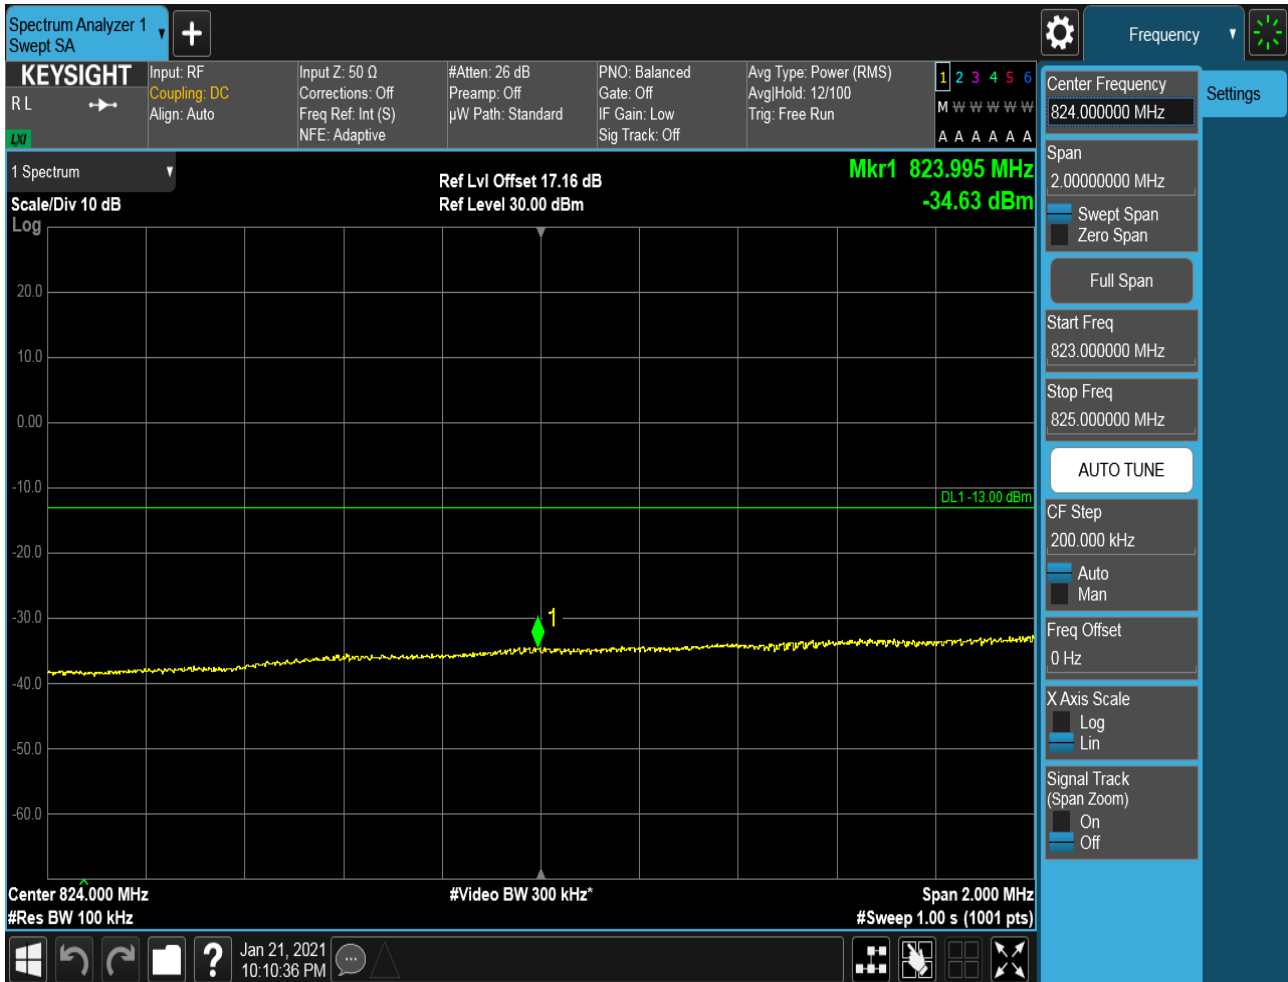 Spectrum Analyzer 1
Swept SA
+
Frequency
KEYSIGHT
R L
LXI
Input: RF
Coupling: DC
Align: Auto
Input Z: 50 Ω
Corrections: Off
Freq Ref: Int (S)
NFE: Adaptive
#Atten: 26 dB
Preamp: Off
µW Path: Standard
PNO: Balanced
Gate: Off
IF Gain: Low
Sig Track: Off
Avg Type: Power (RMS)
Avg|Hold: 12/100
Trig: Free Run
1 2 3 4 5 6
M W W W W W
A A A A A A
1 Spectrum
Scale/Div 10 dB
Log
Ref Lvl Offset 17.16 dB
Ref Level 30.00 dBm
Mkr1 823.995 MHz
-34.63 dBm
20.0
10.0
0.00
-10.0
DL1 -13.00 dBm
-20.0
-30.0
1
-40.0
-50.0
-60.0
Center 824.000 MHz
#Res BW 100 kHz
#Video BW 300 kHz*
Span 2.000 MHz
#Sweep 1.00 s (1001 pts)
?
Jan 21, 2021
10:10:36 PM
Center Frequency
824.000000 MHz
Settings
Span
2.00000000 MHz
Swept Span
Zero Span
Full Span
Start Freq
823.000000 MHz
Stop Freq
825.000000 MHz
AUTO TUNE
CF Step
200.000 kHz
Auto
Man
Freq Offset
0 Hz
X Axis Scale
Log
Lin
Signal Track
(Span Zoom)
On
Off